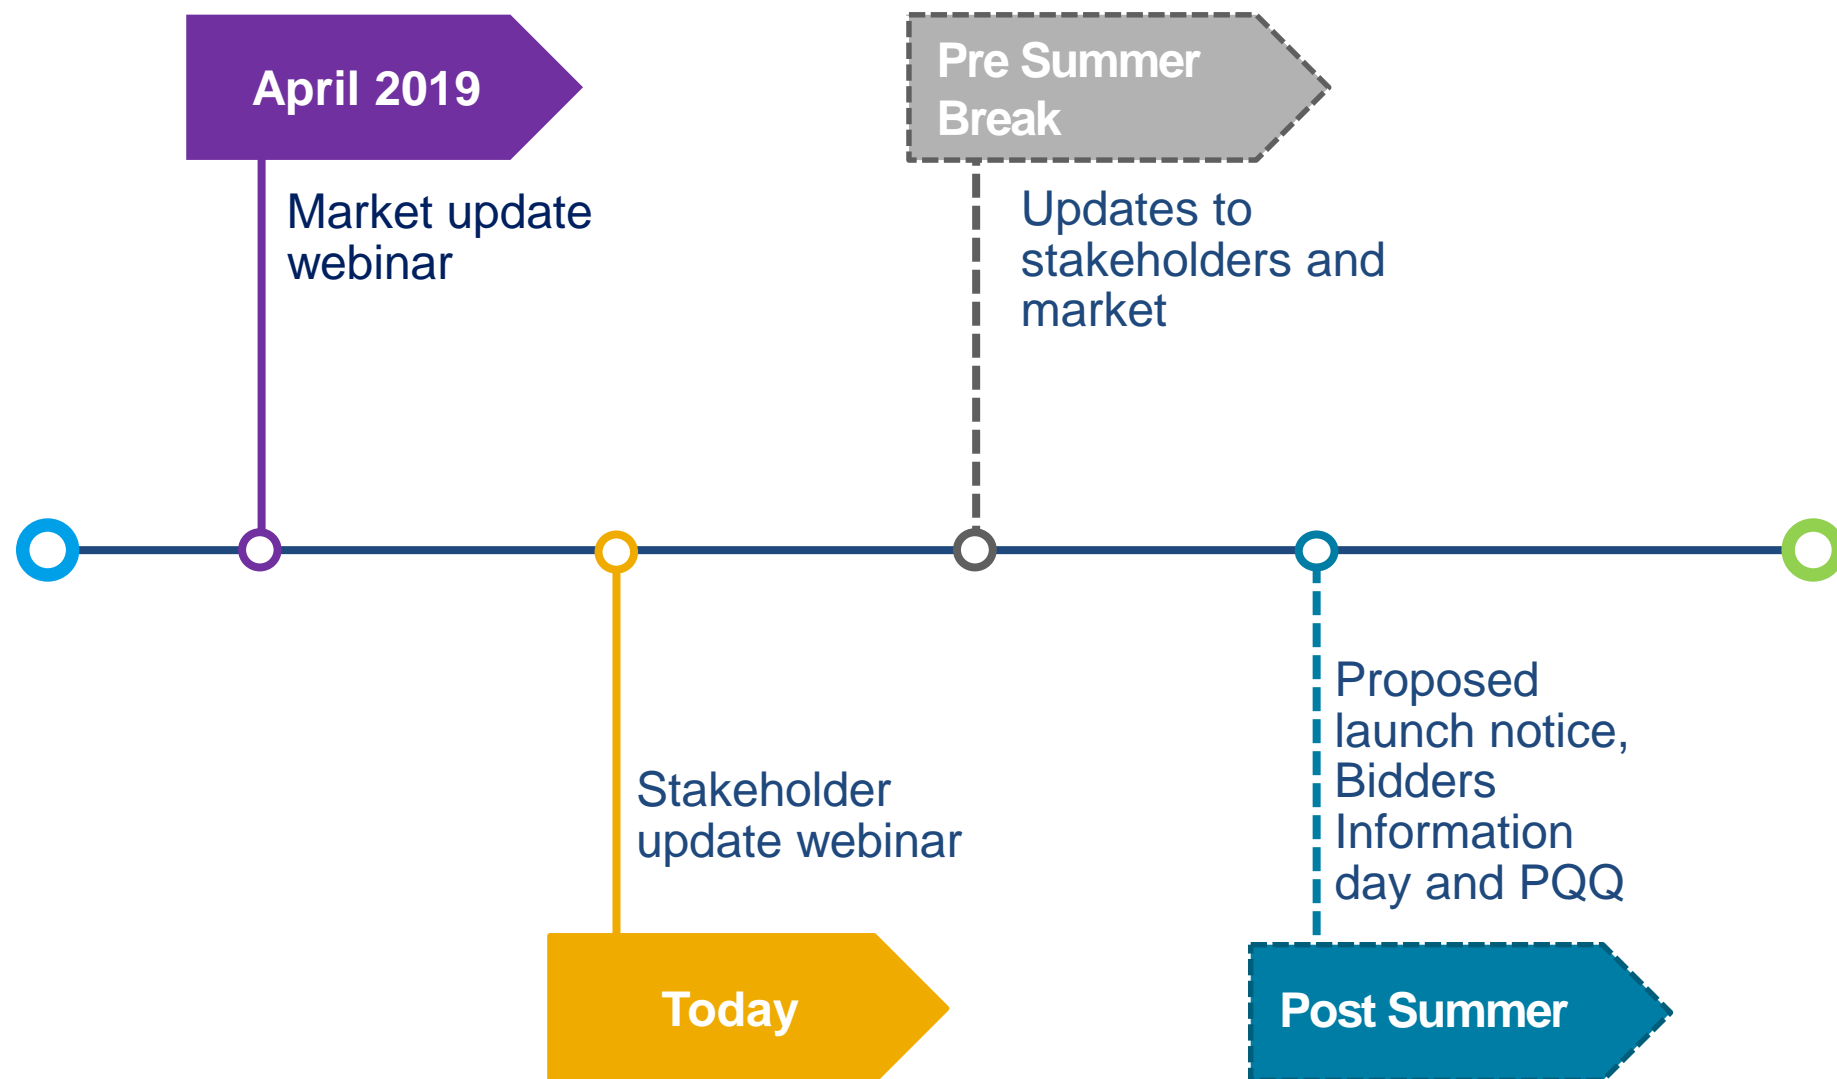 April 2019
Market update
webinar
Stakeholder
update webinar
Today
Pre Summer
Break
Updates to
stakeholders and
market
Proposed
launch notice,
Bidders
Information
day and PQQ
Post Summer